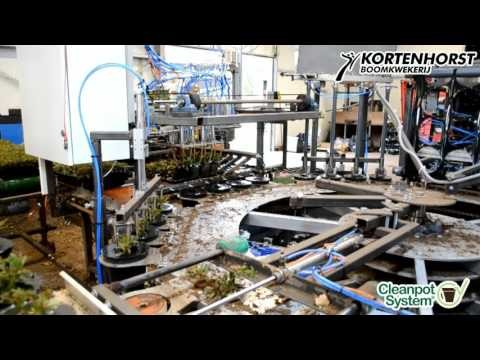 KORTENHORST
BOOMKWEKERIJ
Cleanpot
System®